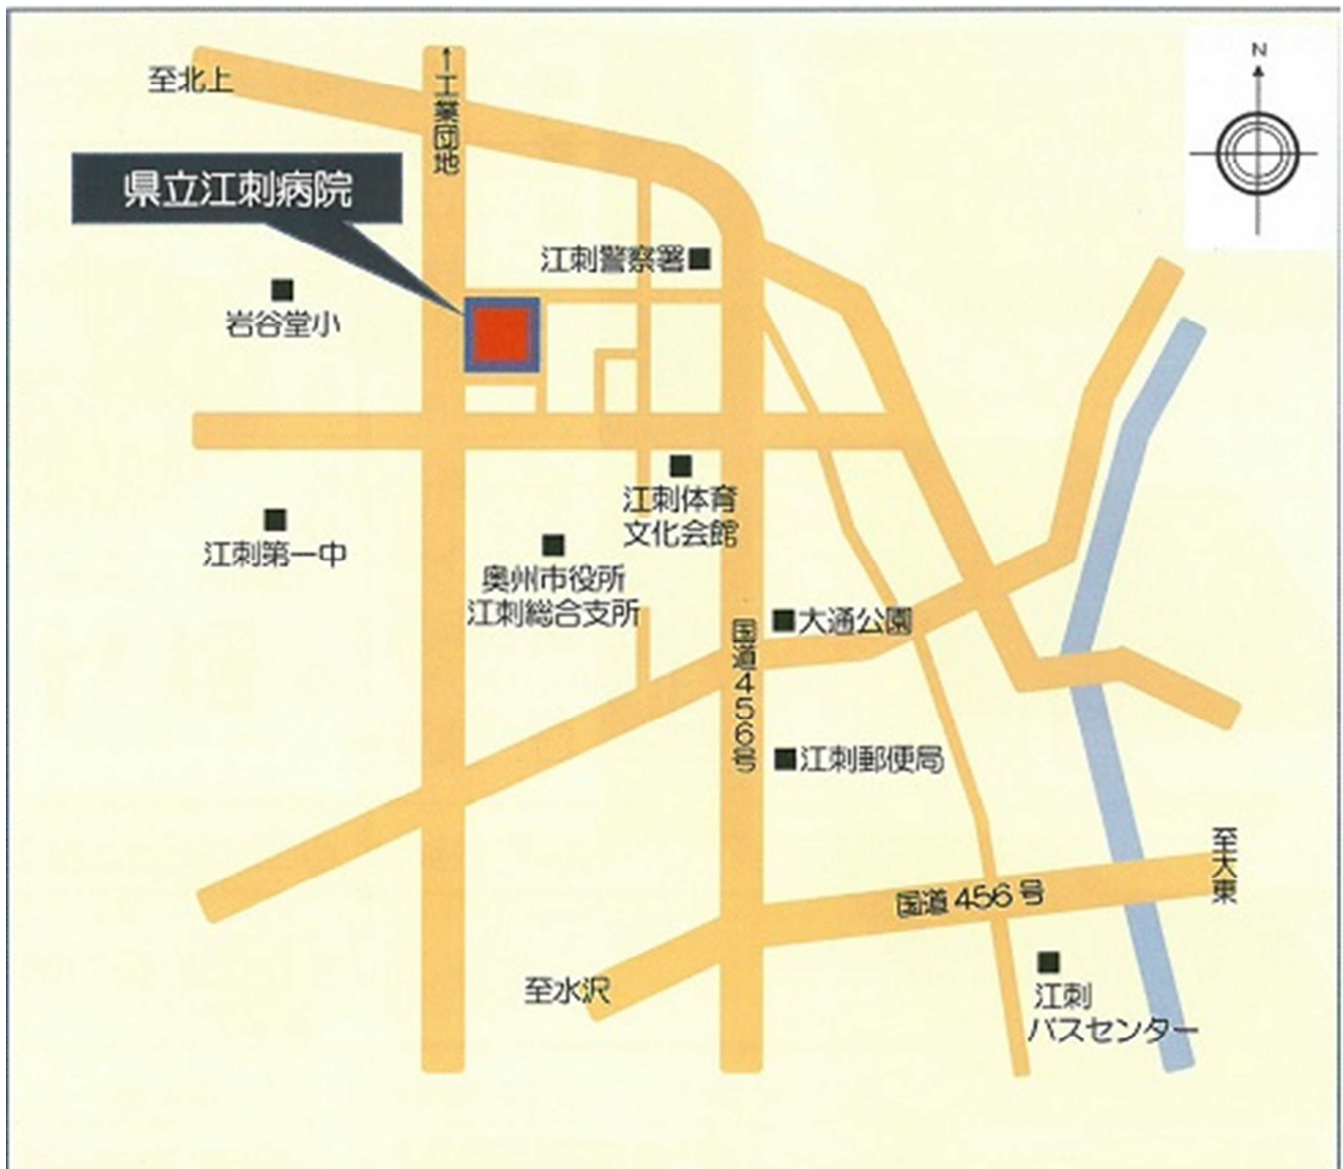 N
至北上
↑工業団地
県立江刺病院
江刺警察署
岩谷堂小
江刺体育
文化会館
江刺第一中
奥州市役所
江刺総合支所
大通公園
国道456号
江刺郵便局
至大東
国道456号
至水沢
江刺
バスセンター